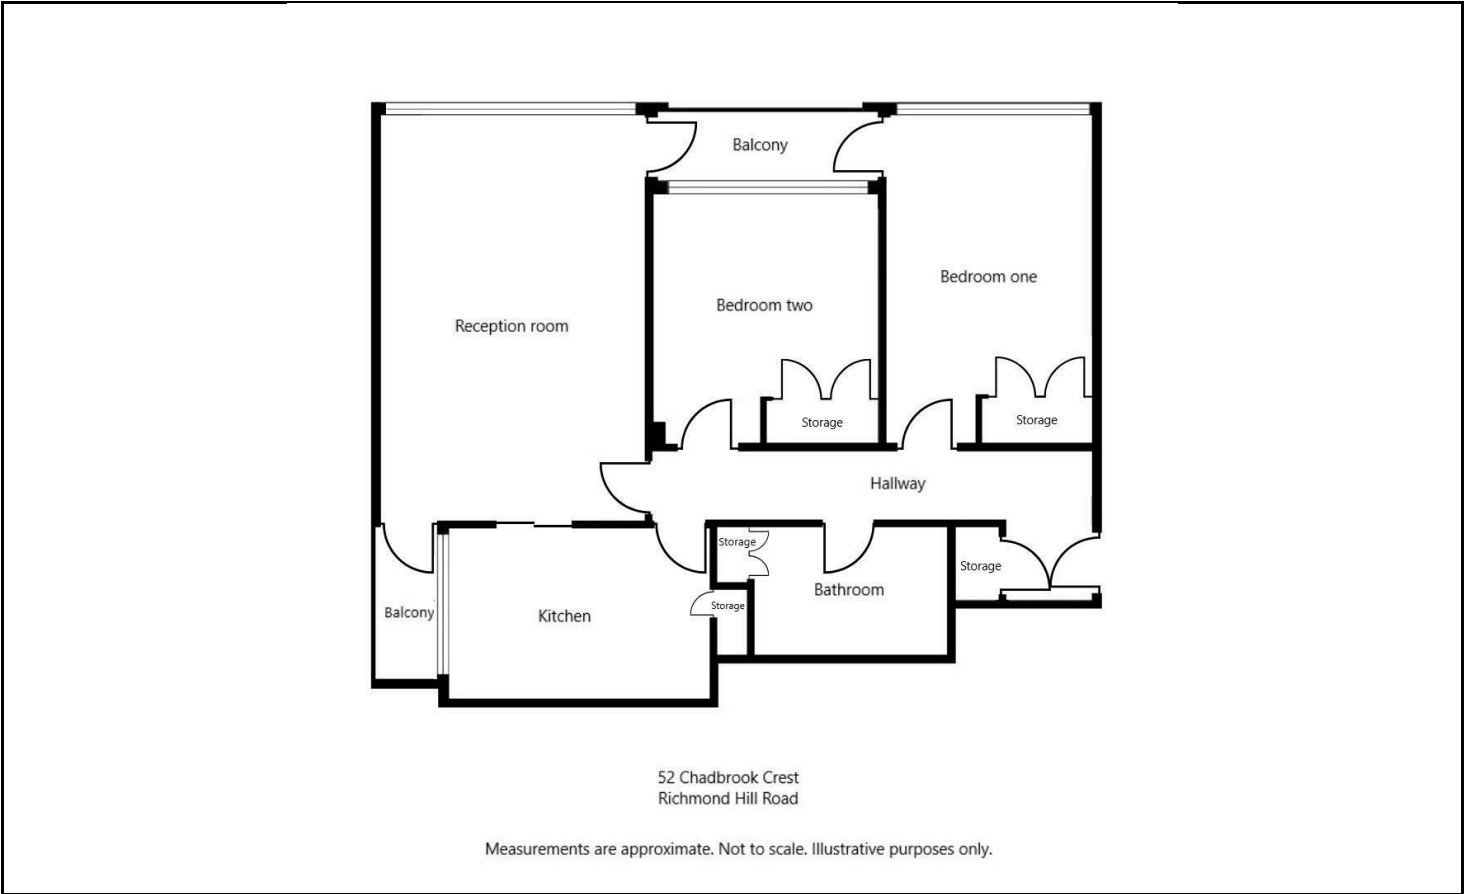 Balcony
Bedroom one
Bedroom two
Reception room
Storage
Storage
Hallway
Storage
Storage
Bathroom
Storage
Balcony
Kitchen
52 Chadbrook Crest
Richmond Hill Road
Measurements are approximate. Not to scale. Illustrative purposes only.